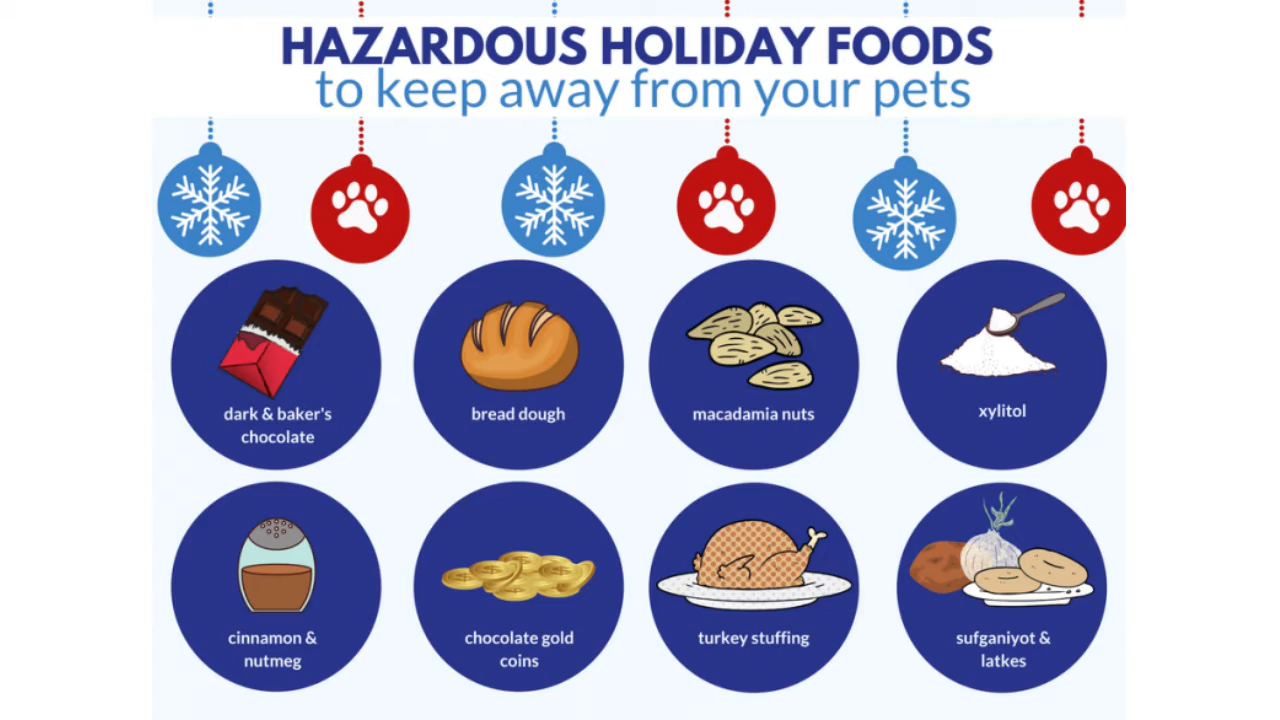 HAZARDOUS HOLIDAY FOODS
to keep away from your pets
dark & baker's
chocolate
bread dough
macadamia nuts
xylitol
cinnamon &
nutmeg
chocolate gold
coins
turkey stuffing
sufganiyot &
latkes